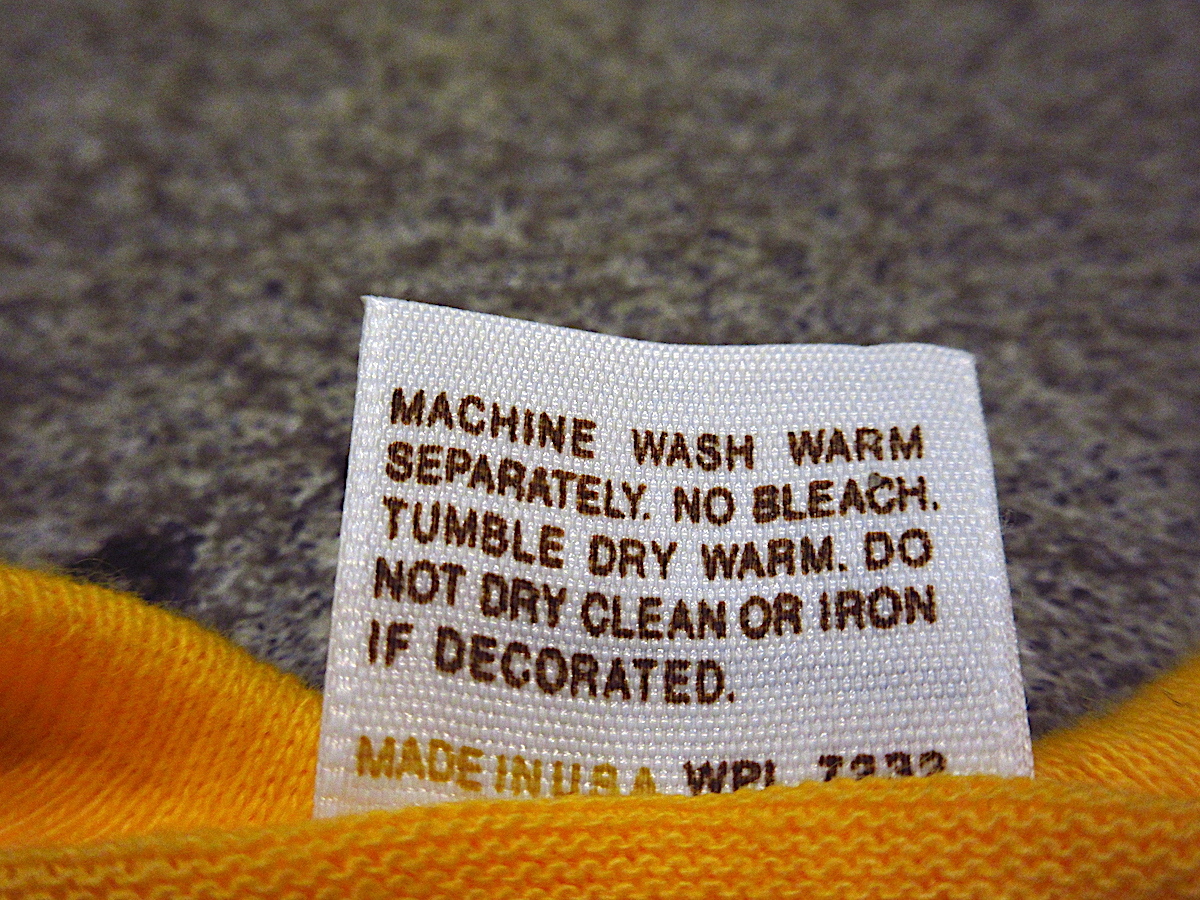 MACHINE WASH WARM
SEPARATELY. NO BLEACH.
TUMBLE DRY WARM. DO
NOT DRY CLEAN OR IRON
IF DECORATED.
MADE IN U.S.A. WPL